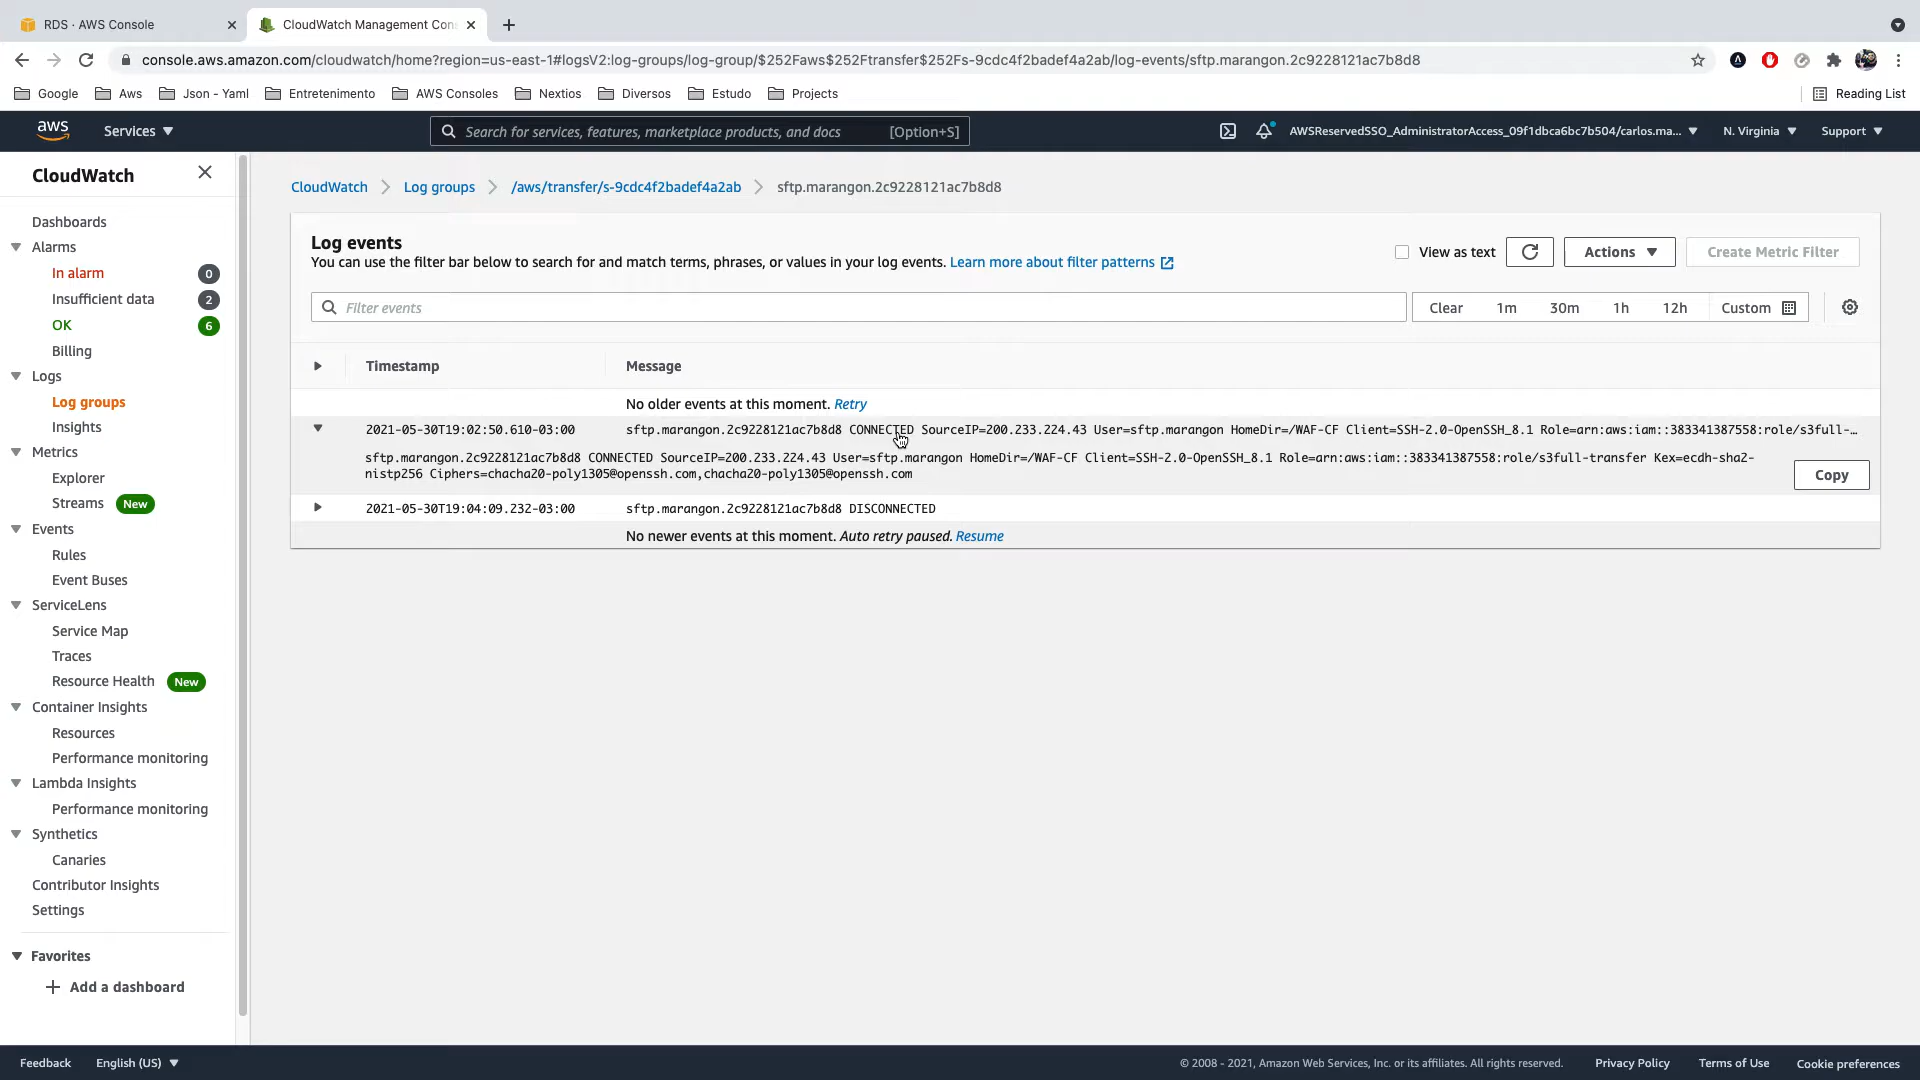 RDS · AWS Console
CloudWatch Management Con
console.aws.amazon.com/cloudwatch/home?region=us-east-1#logsV2:log-groups/log-group/$252Faws$252Ftransfer$252Fs-9cdc4f2badef4a2ab/log-events/sftp.marangon.2c9228121ac7b8d8
Google Aws Json - Yaml Entretenimento AWS Consoles Nextios Diversos Estudo Projects Reading List
aws Services Search for services, features, marketplace products, and docs [Option+S] AWSReservedSSO_AdministratorAccess_09f1dbca6bc7b504/carlos.ma... N. Virginia Support
CloudWatch
Dashboards
Alarms
In alarm 0
Insufficient data 2
OK 6
Billing
Logs
Log groups
Insights
Metrics
Explorer
Streams New
Events
Rules
Event Buses
ServiceLens
Service Map
Traces
Resource Health New
Container Insights
Resources
Performance monitoring
Lambda Insights
Performance monitoring
Synthetics
Canaries
Contributor Insights
Settings
Favorites
Add a dashboard
CloudWatch Log groups /aws/transfer/s-9cdc4f2badef4a2ab sftp.marangon.2c9228121ac7b8d8
Log events
You can use the filter bar below to search for and match terms, phrases, or values in your log events. Learn more about filter patterns
View as text Actions Create Metric Filter
Filter events
Clear 1m 30m 1h 12h Custom
Timestamp Message
No older events at this moment. Retry
2021-05-30T19:02:50.610-03:00 sftp.marangon.2c9228121ac7b8d8 CONNECTED SourceIP=200.233.224.43 User=sftp.marangon HomeDir=/WAF-CF Client=SSH-2.0-OpenSSH_8.1 Role=arn:aws:iam::383341387558:role/s3full-…
sftp.marangon.2c9228121ac7b8d8 CONNECTED SourceIP=200.233.224.43 User=sftp.marangon HomeDir=/WAF-CF Client=SSH-2.0-OpenSSH_8.1 Role=arn:aws:iam::383341387558:role/s3full-transfer Kex=ecdh-sha2-
nistp256 Ciphers=chacha20-poly1305@openssh.com,chacha20-poly1305@openssh.com
Copy
2021-05-30T19:04:09.232-03:00 sftp.marangon.2c9228121ac7b8d8 DISCONNECTED
No newer events at this moment. Auto retry paused. Resume
Feedback English (US) © 2008 - 2021, Amazon Web Services, Inc. or its affiliates. All rights reserved. Privacy Policy Terms of Use Cookie preferences